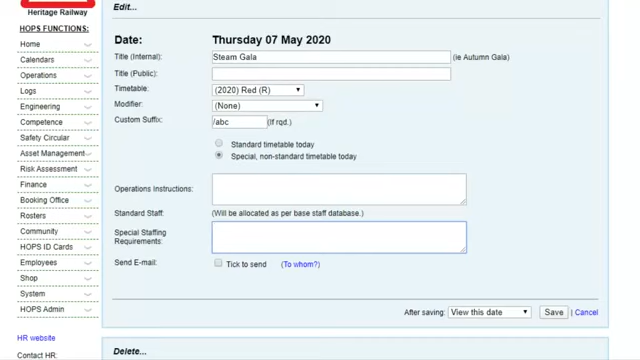 Heritage Railway
HOPS FUNCTIONS:
Home
Calendars
Operations
Logs
Engineering
Competence
Safety Circular
Asset Management
Risk Assessment
Finance
Booking Office
Rosters
Community
HOPS ID Cards
Employees
Shop
System
HOPS Admin
HR website
Contact HR:
Edit...
Date: Thursday 07 May 2020
Title (Internal): Steam Gala (ie Autumn Gala)
Title (Public):
Timetable: (2020) Red (R)
Modifier: (None)
Custom Suffix: /abc (If rqd.)
Standard timetable today
Special, non-standard timetable today
Operations Instructions:
Standard Staff: (Will be allocated as per base staff database.)
Special Staffing
Requirements:
Send E-mail: Tick to send (To whom?)
After saving: View this date Save | Cancel
Delete...